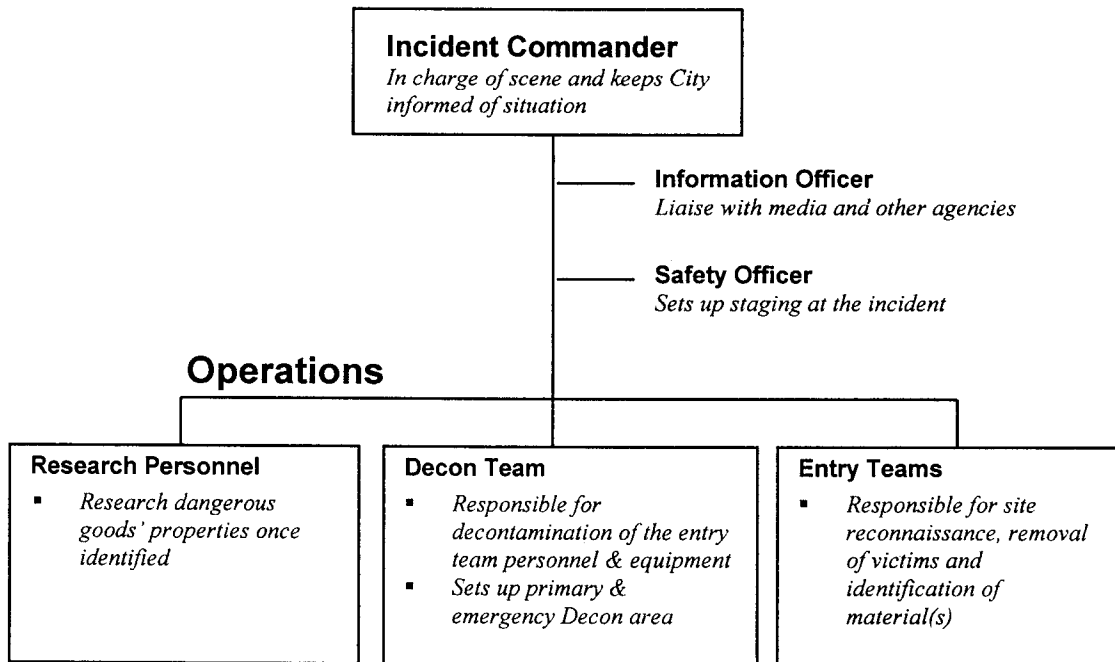 Incident Commander
In charge of scene and keeps City
informed of situation
Information Officer
Liaise with media and other agencies
Safety Officer
Sets up staging at the incident
Operations
Research Personnel
▪ Research dangerous
goods' properties once
identified
Decon Team
▪ Responsible for
decontamination of the entry
team personnel & equipment
▪ Sets up primary &
emergency Decon area
Entry Teams
▪ Responsible for site
reconnaissance, removal
of victims and
identification of
material(s)